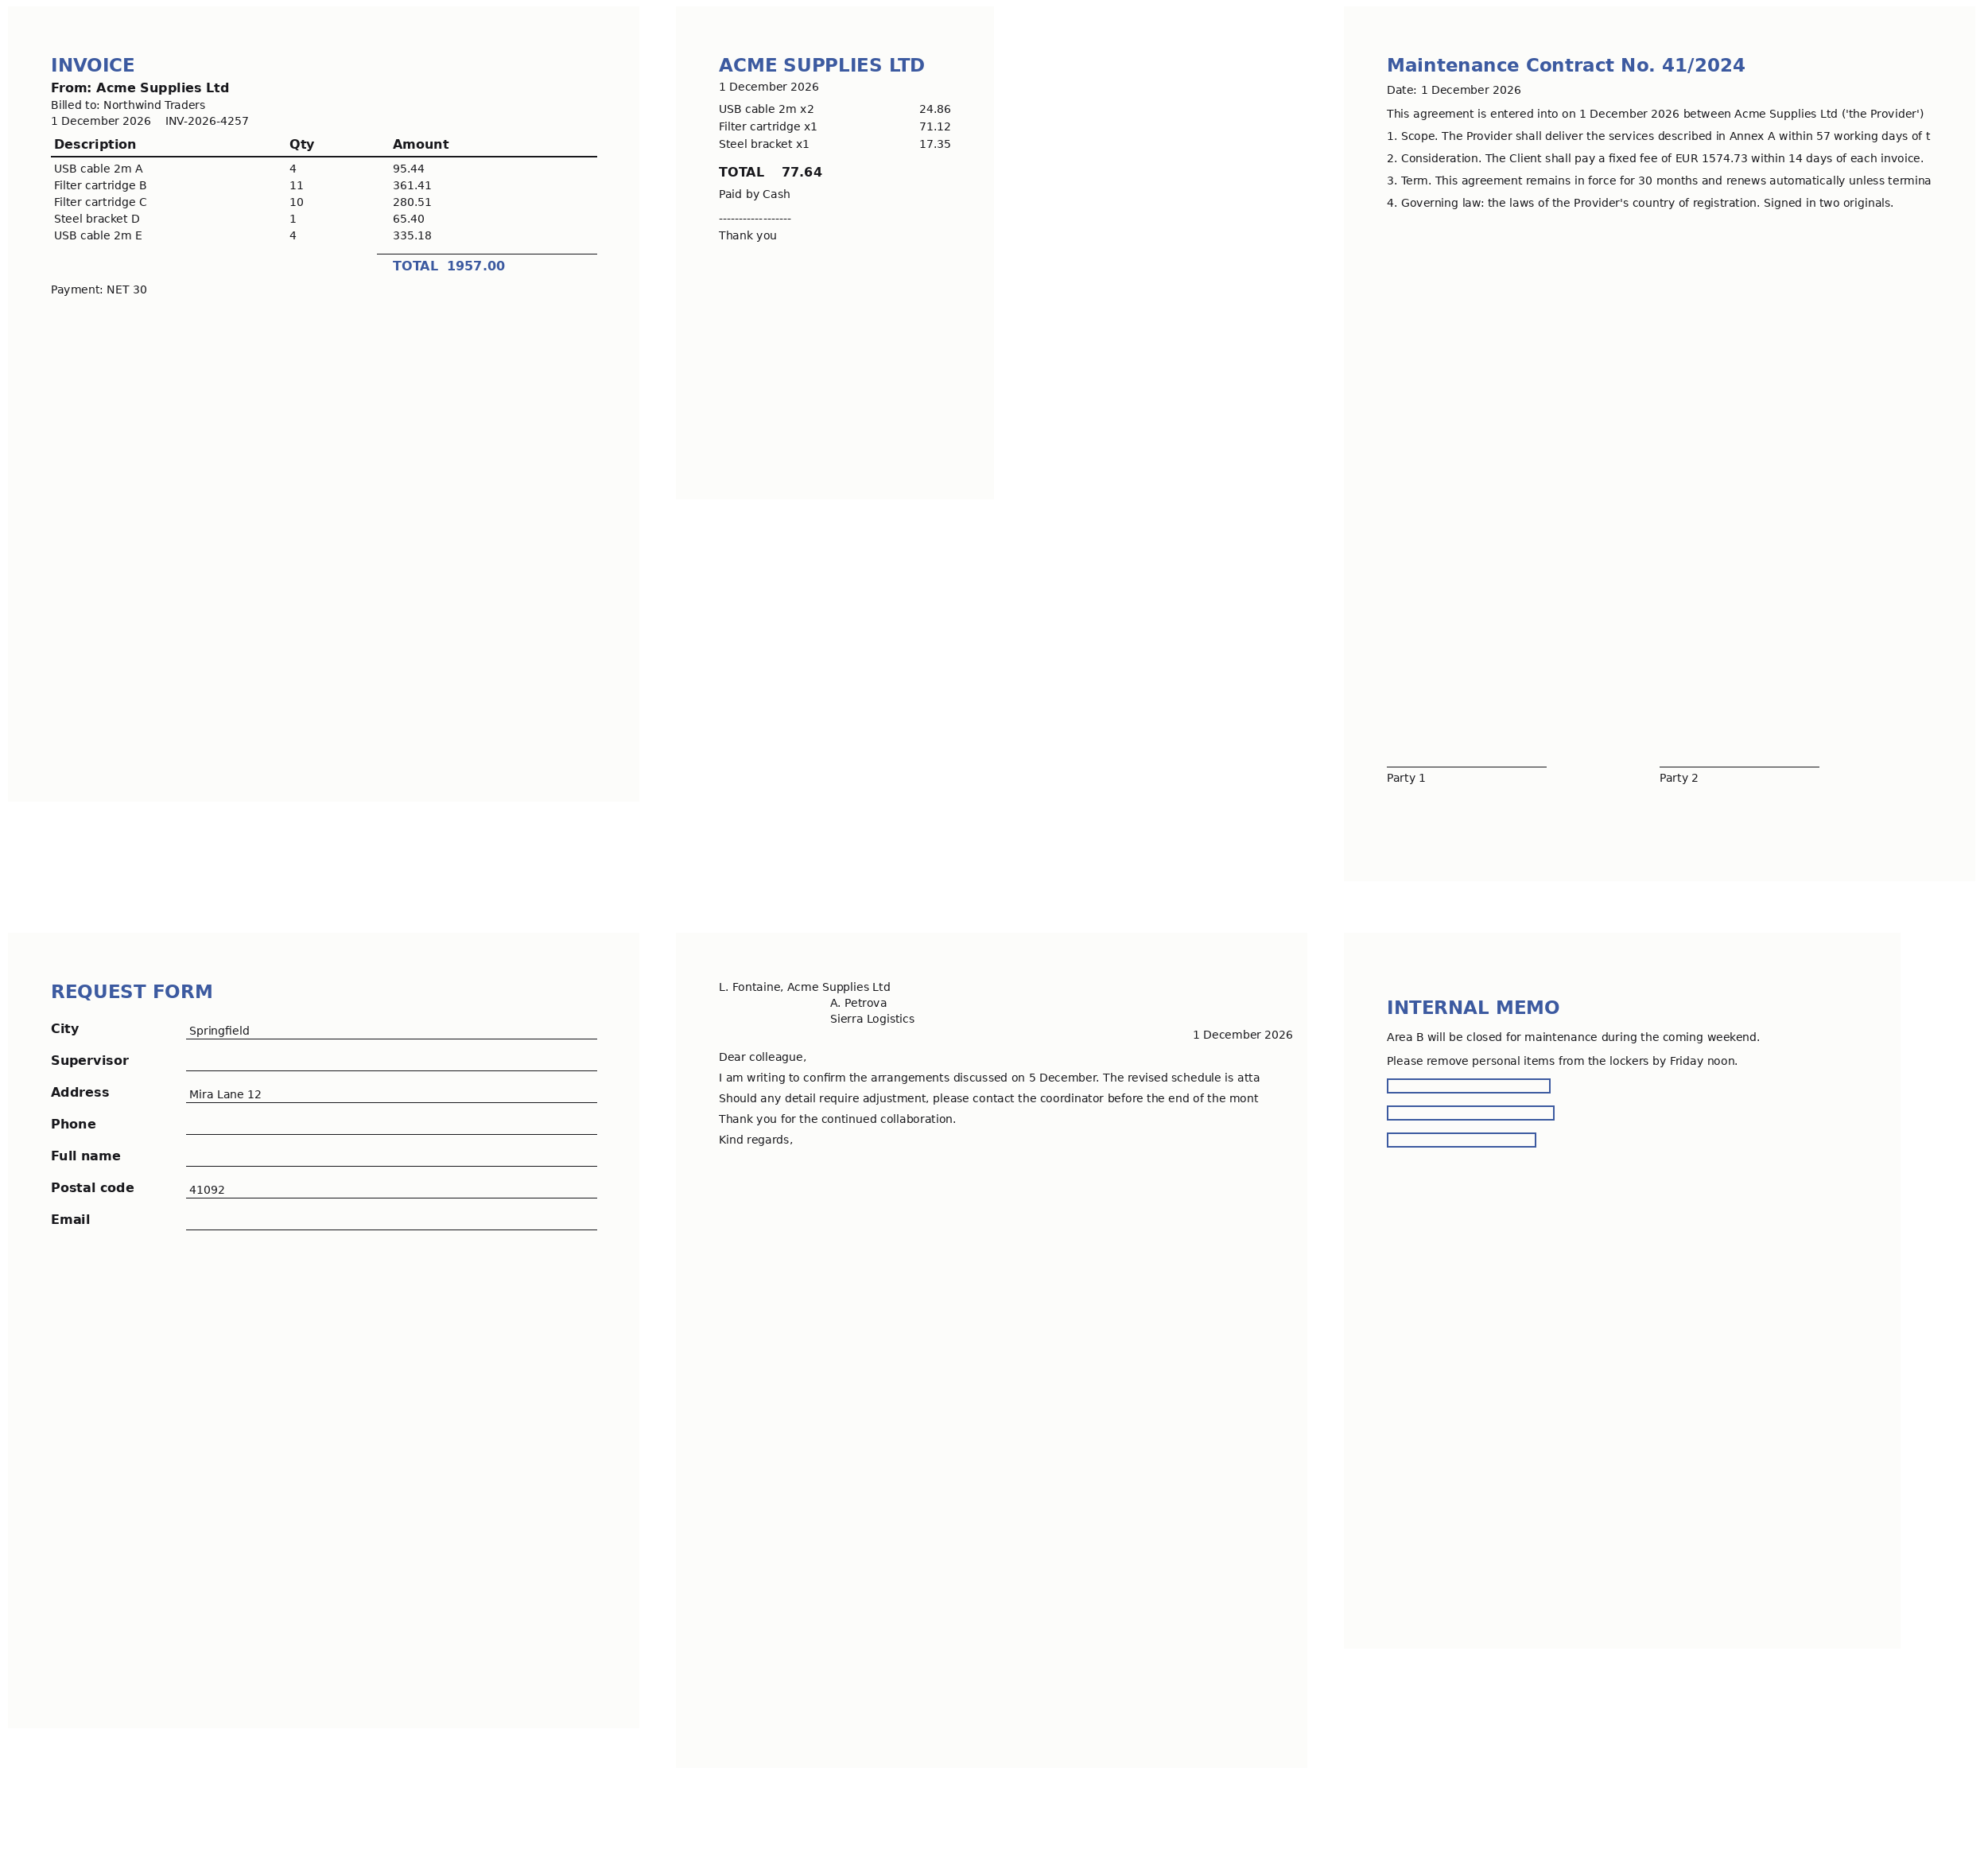 INVOICE
From: Acme Supplies Ltd
Billed to: Northwind Traders
1 December 2026 INV-2026-4257
Description Qty Amount
USB cable 2m A 4 95.44
Filter cartridge B 11 361.41
Filter cartridge C 10 280.51
Steel bracket D 1 65.40
USB cable 2m E 4 335.18
TOTAL 1957.00
Payment: NET 30
ACME SUPPLIES LTD
1 December 2026
USB cable 2m x2 24.86
Filter cartridge x1 71.12
Steel bracket x1 17.35
TOTAL 77.64
Paid by Cash
------------------
Thank you
Maintenance Contract No. 41/2024
Date: 1 December 2026
This agreement is entered into on 1 December 2026 between Acme Supplies Ltd ('the Provider')
1. Scope. The Provider shall deliver the services described in Annex A within 57 working days of t
2. Consideration. The Client shall pay a fixed fee of EUR 1574.73 within 14 days of each invoice.
3. Term. This agreement remains in force for 30 months and renews automatically unless termina
4. Governing law: the laws of the Provider's country of registration. Signed in two originals.
Party 1 Party 2
REQUEST FORM
City Springfield
Supervisor
Address Mira Lane 12
Phone
Full name
Postal code 41092
Email
L. Fontaine, Acme Supplies Ltd
A. Petrova
Sierra Logistics
1 December 2026
Dear colleague,
I am writing to confirm the arrangements discussed on 5 December. The revised schedule is atta
Should any detail require adjustment, please contact the coordinator before the end of the mont
Thank you for the continued collaboration.
Kind regards,
INTERNAL MEMO
Area B will be closed for maintenance during the coming weekend.
Please remove personal items from the lockers by Friday noon.